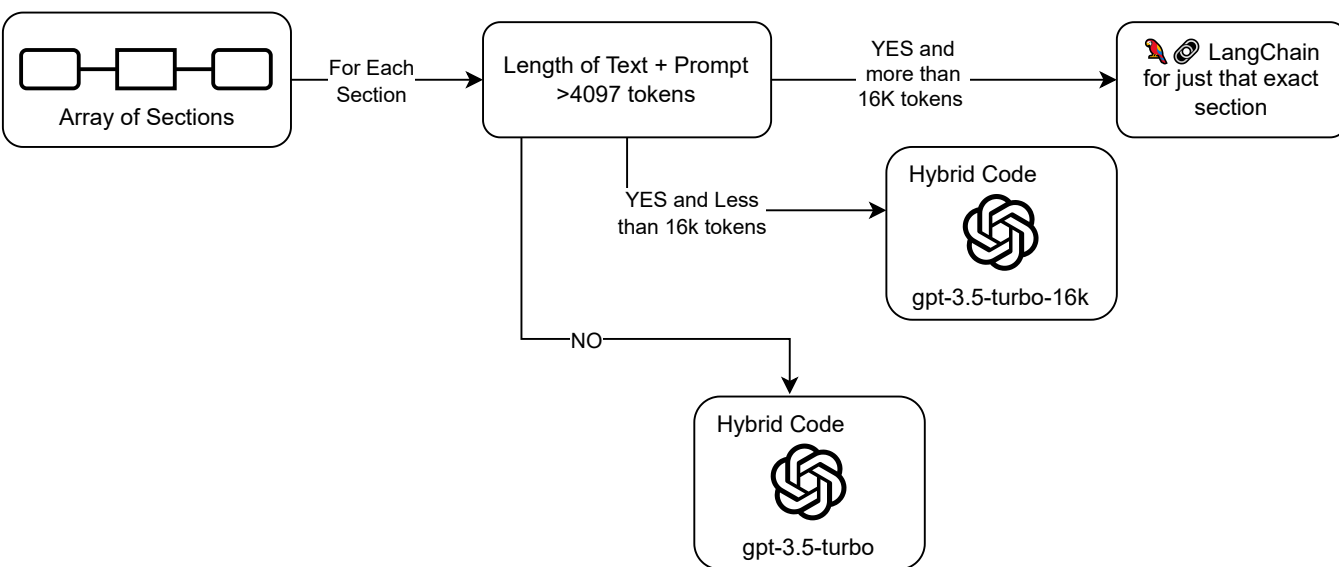 Array of Sections
For Each
Section
Length of Text + Prompt
>4097 tokens
YES and
more than
16K tokens
LangChain
for just that exact
section
YES and Less
than 16k tokens
Hybrid Code
gpt-3.5-turbo-16k
NO
Hybrid Code
gpt-3.5-turbo